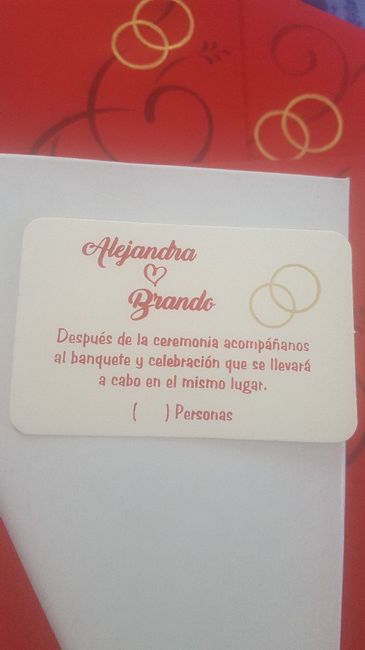 Alejandra
Brando
Después de la ceremonia acompáñanos
al banquete y celebración que se llevará
a cabo en el mismo lugar.
(    ) Personas